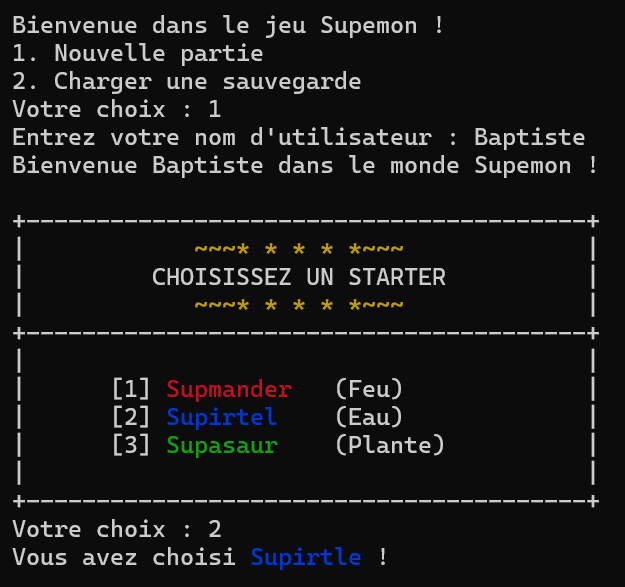 Bienvenue dans le jeu Supemon !
1. Nouvelle partie
2. Charger une sauvegarde
Votre choix : 1
Entrez votre nom d'utilisateur : Baptiste
Bienvenue Baptiste dans le monde Supemon !
+----------------------------------------+
|            ~~~* * * * *~~~             |
|         CHOISISSEZ UN STARTER          |
|            ~~~* * * * *~~~             |
+----------------------------------------+
|                                        |
|      [1] Supmander   (Feu)             |
|      [2] Supirtel    (Eau)             |
|      [3] Supasaur    (Plante)          |
|                                        |
+----------------------------------------+
Votre choix : 2
Vous avez choisi Supirtle !